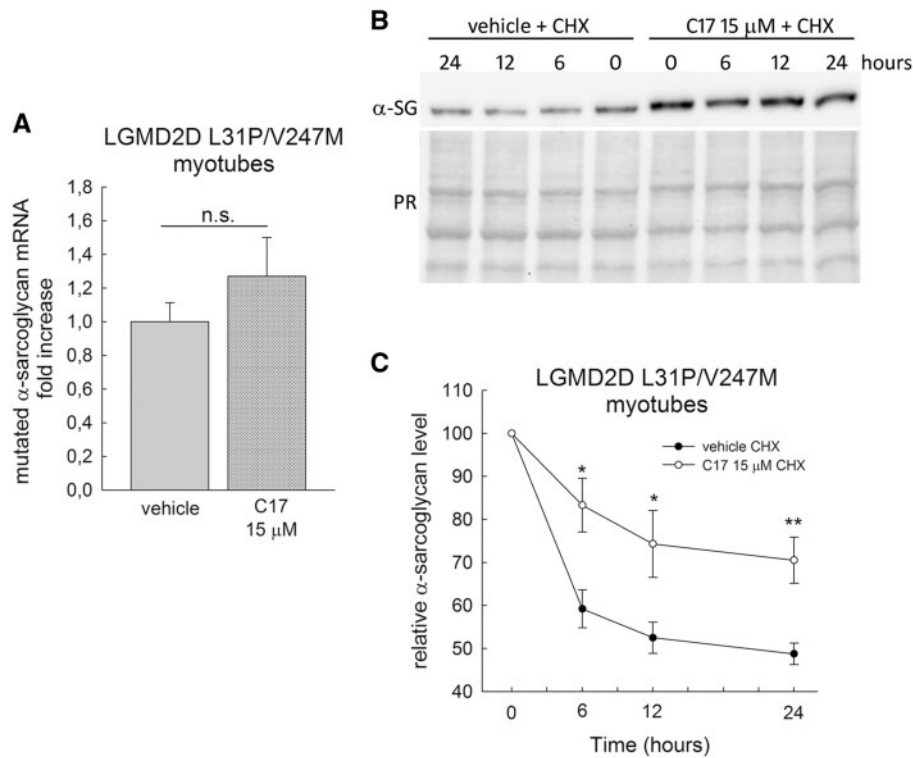 A
LGMD2D L31P/V247M
myotubes
mutated α-sarcoglycan mRNA
fold increase
1,8
1,6
1,4
1,2
1,0
0,8
0,6
0,4
0,2
0,0
n.s.
vehicle
C17
15 μM
B
vehicle + CHX
C17 15 μM + CHX
24 12 6 0 0 6 12 24 hours
α-SG
PR
C
LGMD2D L31P/V247M
myotubes
relative α-sarcoglycan level
110
100
90
80
70
60
50
40
vehicle CHX
C17 15 μM CHX
*
*
**
0 6 12 24
Time (hours)